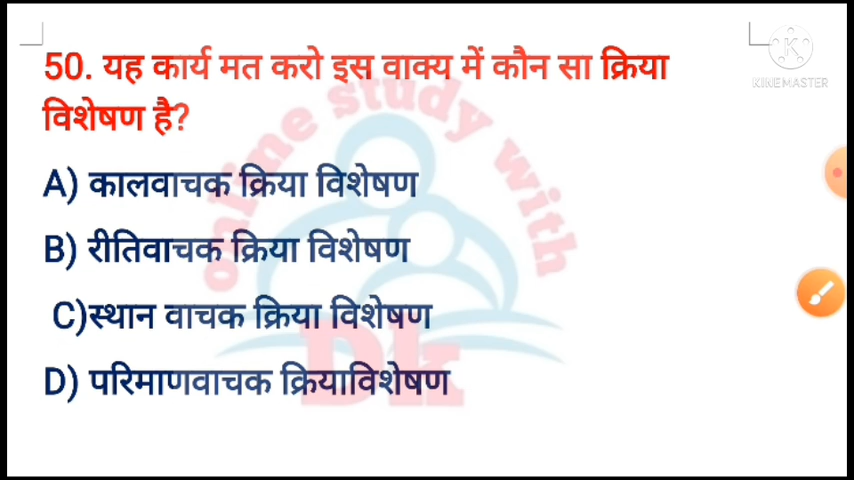 50. यह कार्य मत करो इस वाक्य में कौन सा क्रिया
विशेषण है?
A) कालवाचक क्रिया विशेषण
B) रीतिवाचक क्रिया विशेषण
C)स्थान वाचक क्रिया विशेषण
D) परिमाणवाचक क्रियाविशेषण
online study with
Dk
K
KINEMASTER